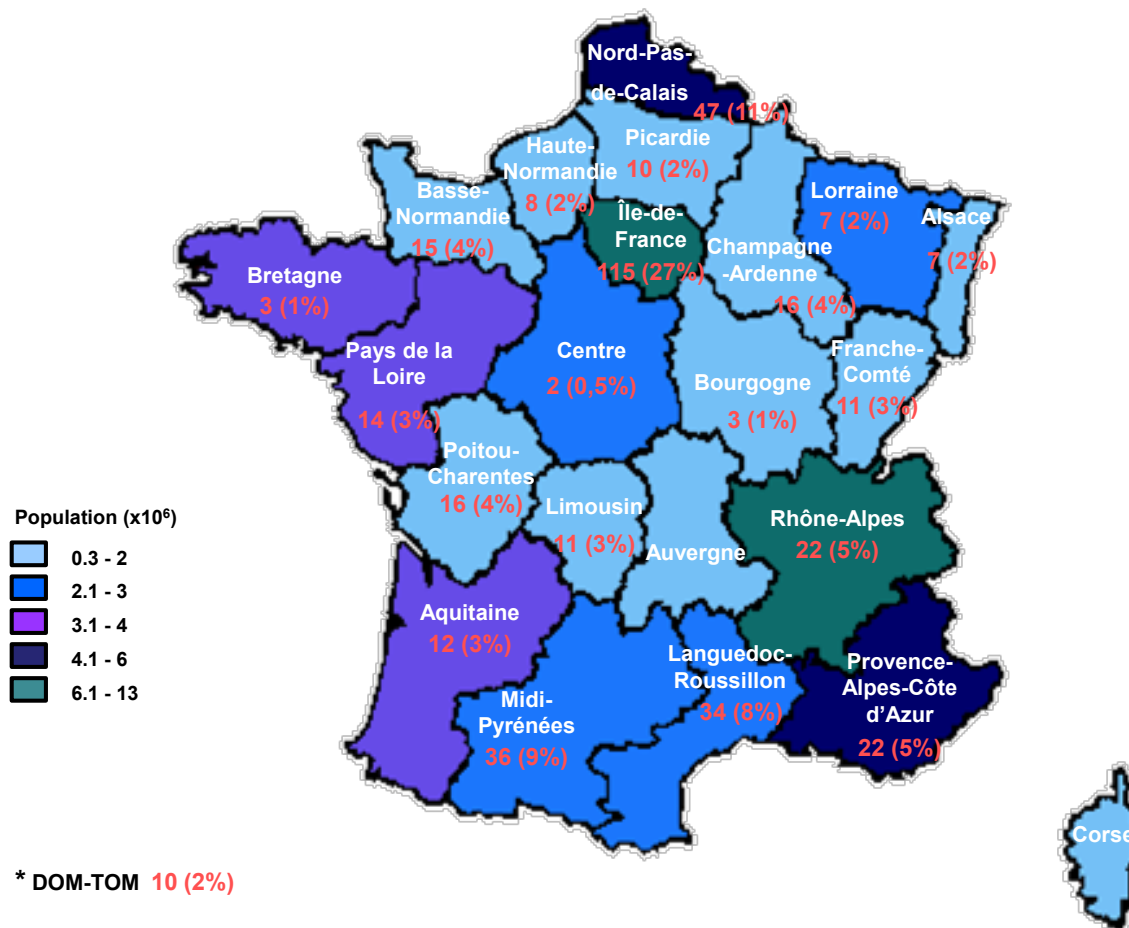 Nord-Pas-
de-Calais
47 (11%)
Picardie
10 (2%)
Haute-
Normandie
8 (2%)
Basse-
Normandie
15 (4%)
Île-de-
France
115 (27%)
Champagne
-Ardenne
16 (4%)
Lorraine
7 (2%)
Alsace
7 (2%)
Bretagne
3 (1%)
Pays de la
Loire
14 (3%)
Centre
2 (0,5%)
Bourgogne
3 (1%)
Franche-
Comté
11 (3%)
Poitou-
Charentes
16 (4%)
Limousin
11 (3%)
Auvergne
Rhône-Alpes
22 (5%)
Aquitaine
12 (3%)
Midi-
Pyrénées
36 (9%)
Languedoc-
Roussillon
34 (8%)
Provence-
Alpes-Côte
d’Azur
22 (5%)
Corse
Population (x10⁶)
0.3 - 2
2.1 - 3
3.1 - 4
4.1 - 6
6.1 - 13
* DOM-TOM 10 (2%)